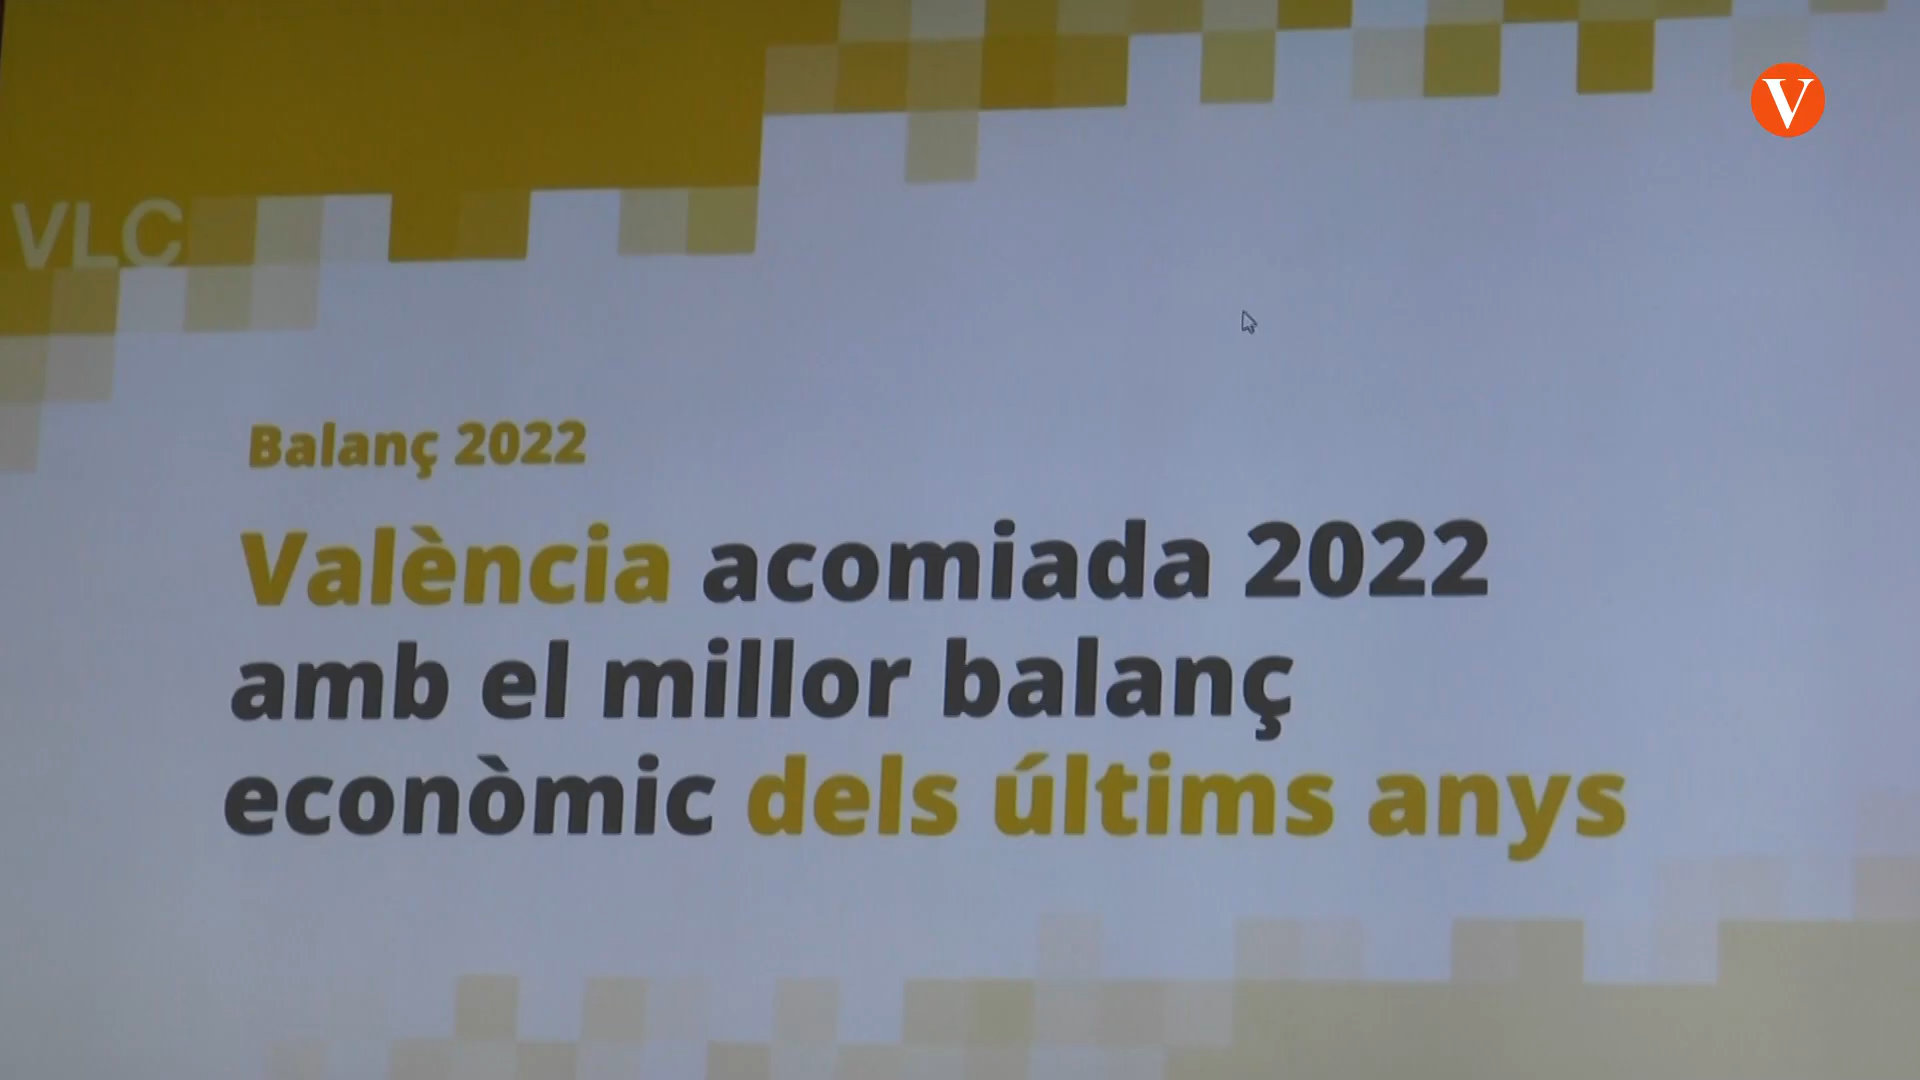 V
VLC
Balanç 2022
València acomiada 2022
amb el millor balanç
econòmic dels últims anys